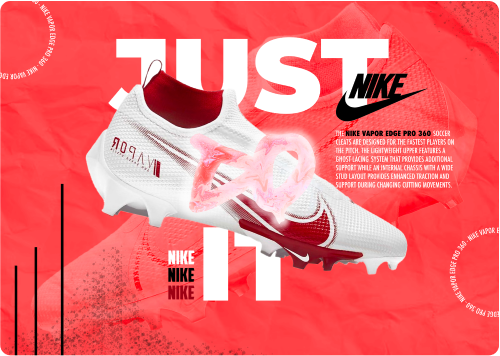 JUST
NIKE
THE NIKE VAPOR EDGE PRO 360 SOCCER
CLEATS ARE DESIGNED FOR THE FASTEST PLAYERS ON
THE PITCH. THE LIGHTWEIGHT UPPER FEATURES A
GHOST-LACING SYSTEM THAT PROVIDES ADDITIONAL
SUPPORT WHILE AN INTERNAL CHASSIS WITH A WIDE
STUD LAYOUT PROVIDES ENHANCED TRACTION AND
SUPPORT DURING CHANGING CUTTING MOVEMENTS.
VAPOR
DO
IT
NIKE
NIKE
NIKE
NIKE VAPOR EDGE PRO 360
NIKE VAPOR EDGE PRO 360